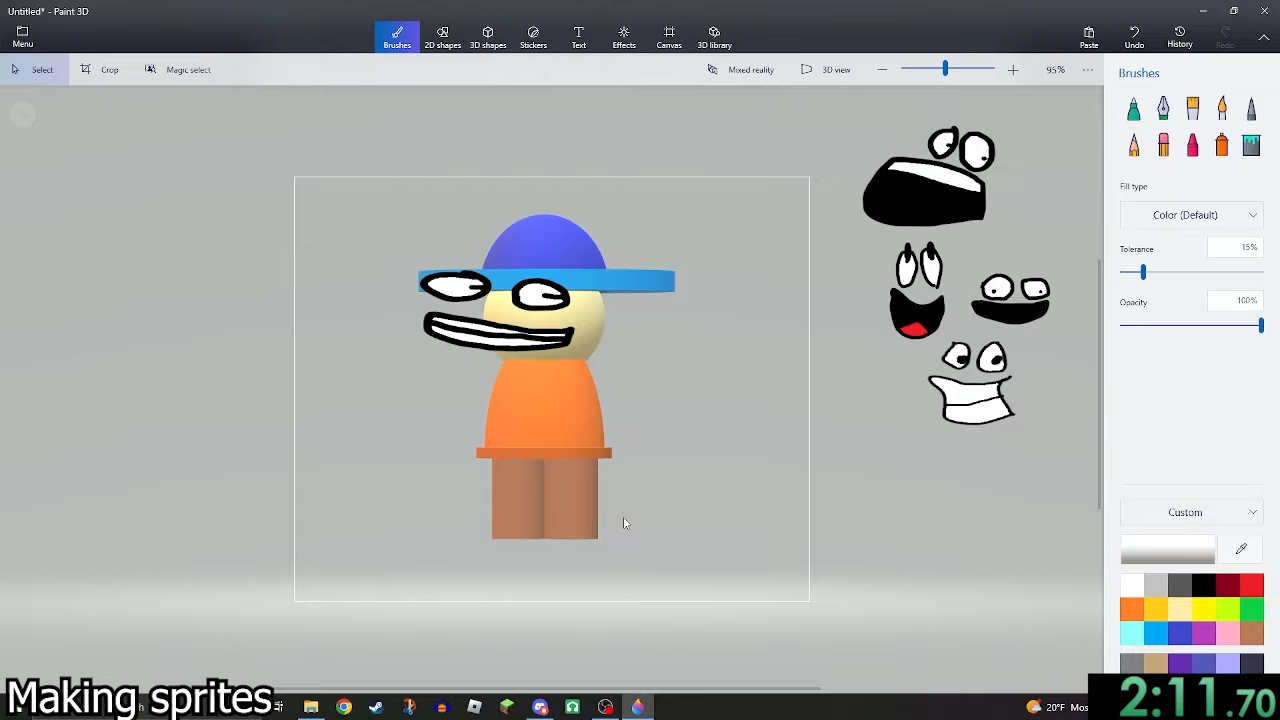 Untitled* - Paint 3D
Menu
Brushes
2D shapes
3D shapes
Stickers
Text
Effects
Canvas
3D library
Paste
Undo
History
Redo
Select
Crop
Magic select
Mixed reality
3D view
95%
Brushes
Fill type
Color (Default)
Tolerance
15%
Opacity
100%
Custom
Making sprites
20°F Mos
2:11.70